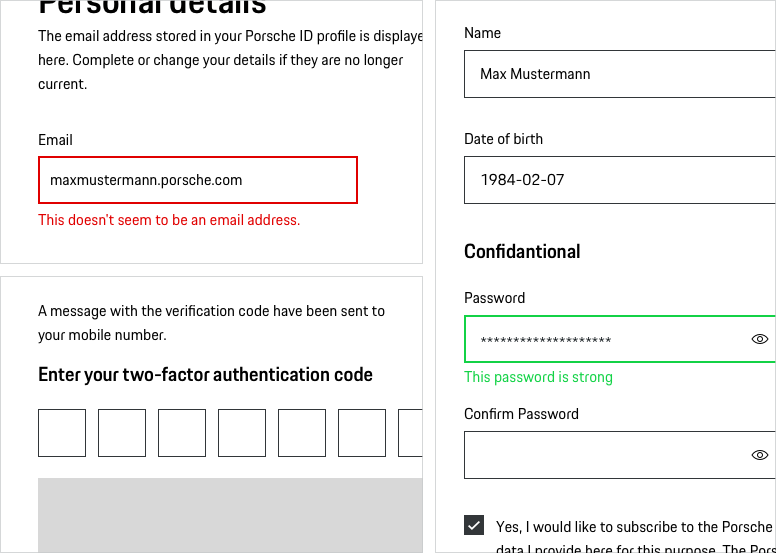 Personal details
The email address stored in your Porsche ID profile is displaye
here. Complete or change your details if they are no longer
current.
Email
maxmustermann.porsche.com
This doesn't seem to be an email address.
A message with the verification code have been sent to
your mobile number.
Enter your two-factor authentication code
Name
Max Mustermann
Date of birth
1984-02-07
Confidantional
Password
********************
This password is strong
Confirm Password
Yes, I would like to subscribe to the Porsche
data I provide here for this purpose. The Pors